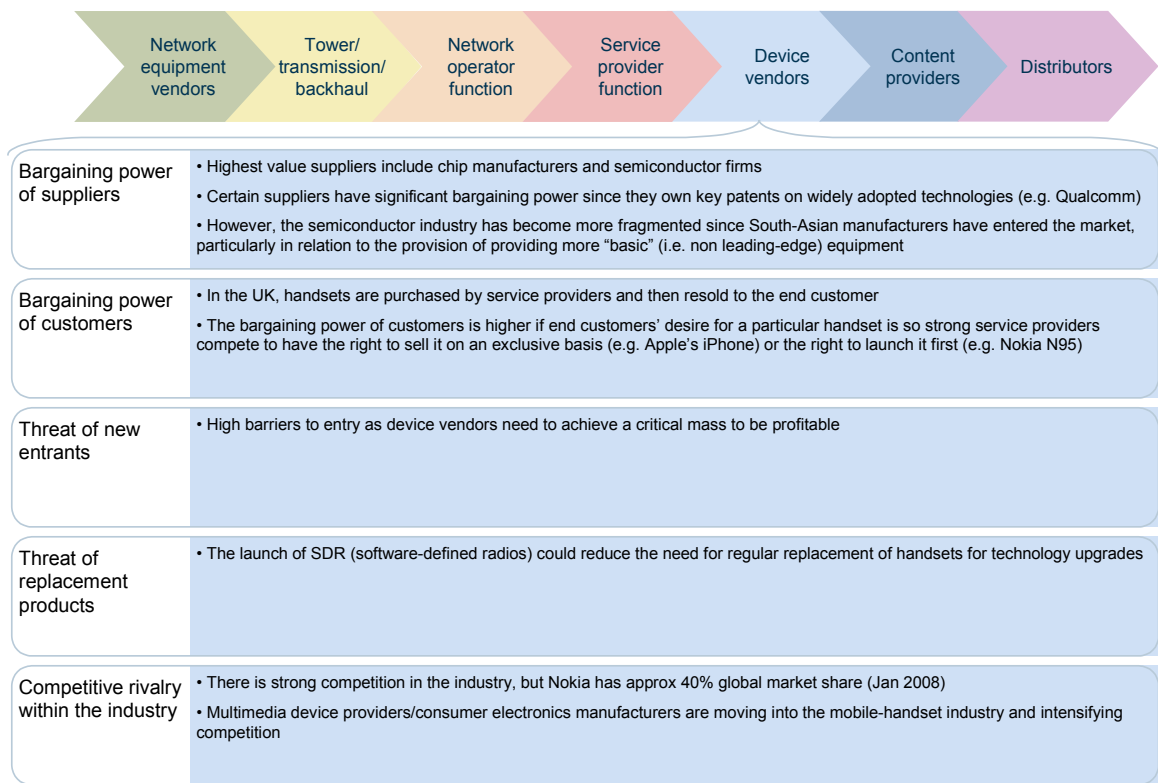 Network
equipment
vendors
Tower/
transmission/
backhaul
Network
operator
function
Service
provider
function
Device
vendors
Content
providers
Distributors
Bargaining power
of suppliers
• Highest value suppliers include chip manufacturers and semiconductor firms
• Certain suppliers have significant bargaining power since they own key patents on widely adopted technologies (e.g. Qualcomm)
• However, the semiconductor industry has become more fragmented since South-Asian manufacturers have entered the market,
particularly in relation to the provision of providing more “basic” (i.e. non leading-edge) equipment
Bargaining power
of customers
• In the UK, handsets are purchased by service providers and then resold to the end customer
• The bargaining power of customers is higher if end customers’ desire for a particular handset is so strong service providers
compete to have the right to sell it on an exclusive basis (e.g. Apple’s iPhone) or the right to launch it first (e.g. Nokia N95)
Threat of new
entrants
• High barriers to entry as device vendors need to achieve a critical mass to be profitable
Threat of
replacement
products
• The launch of SDR (software-defined radios) could reduce the need for regular replacement of handsets for technology upgrades
Competitive rivalry
within the industry
• There is strong competition in the industry, but Nokia has approx 40% global market share (Jan 2008)
• Multimedia device providers/consumer electronics manufacturers are moving into the mobile-handset industry and intensifying
competition